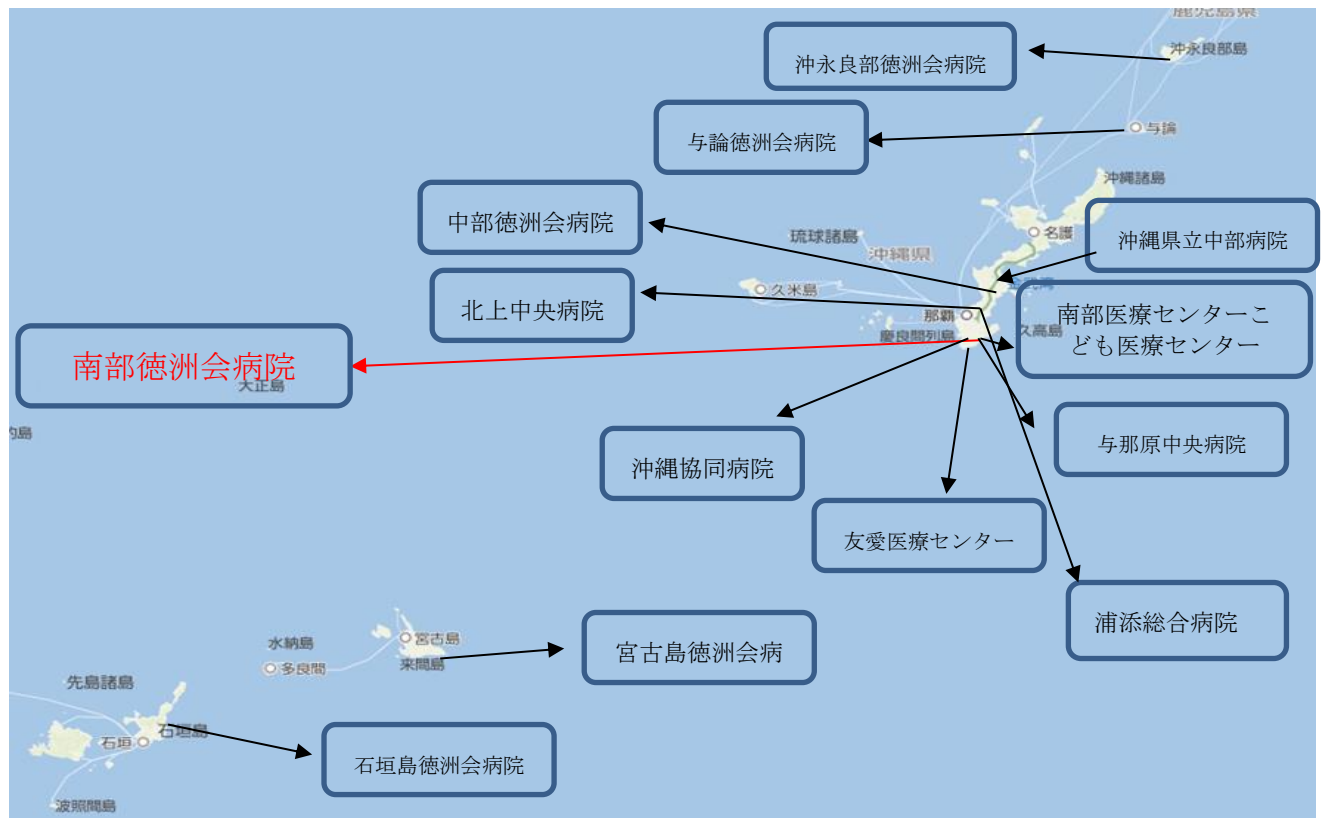 鹿児島県
沖永良部徳洲会病院
沖永良部島
与論徳洲会病院
与論
沖縄諸島
中部徳洲会病院
名護
琉球諸島
沖縄県
沖縄県立中部病院
久米島
北上中央病院
那覇
慶良間列島
久高島
南部医療センターこ
ども医療センター
南部徳洲会病院
大正島
与那原中央病院
沖縄協同病院
友愛医療センター
浦添総合病院
宮古島徳洲会病
水納島
宮古島
来間島
多良間
先島諸島
石垣島
石垣
石垣島徳洲会病院
波照間島